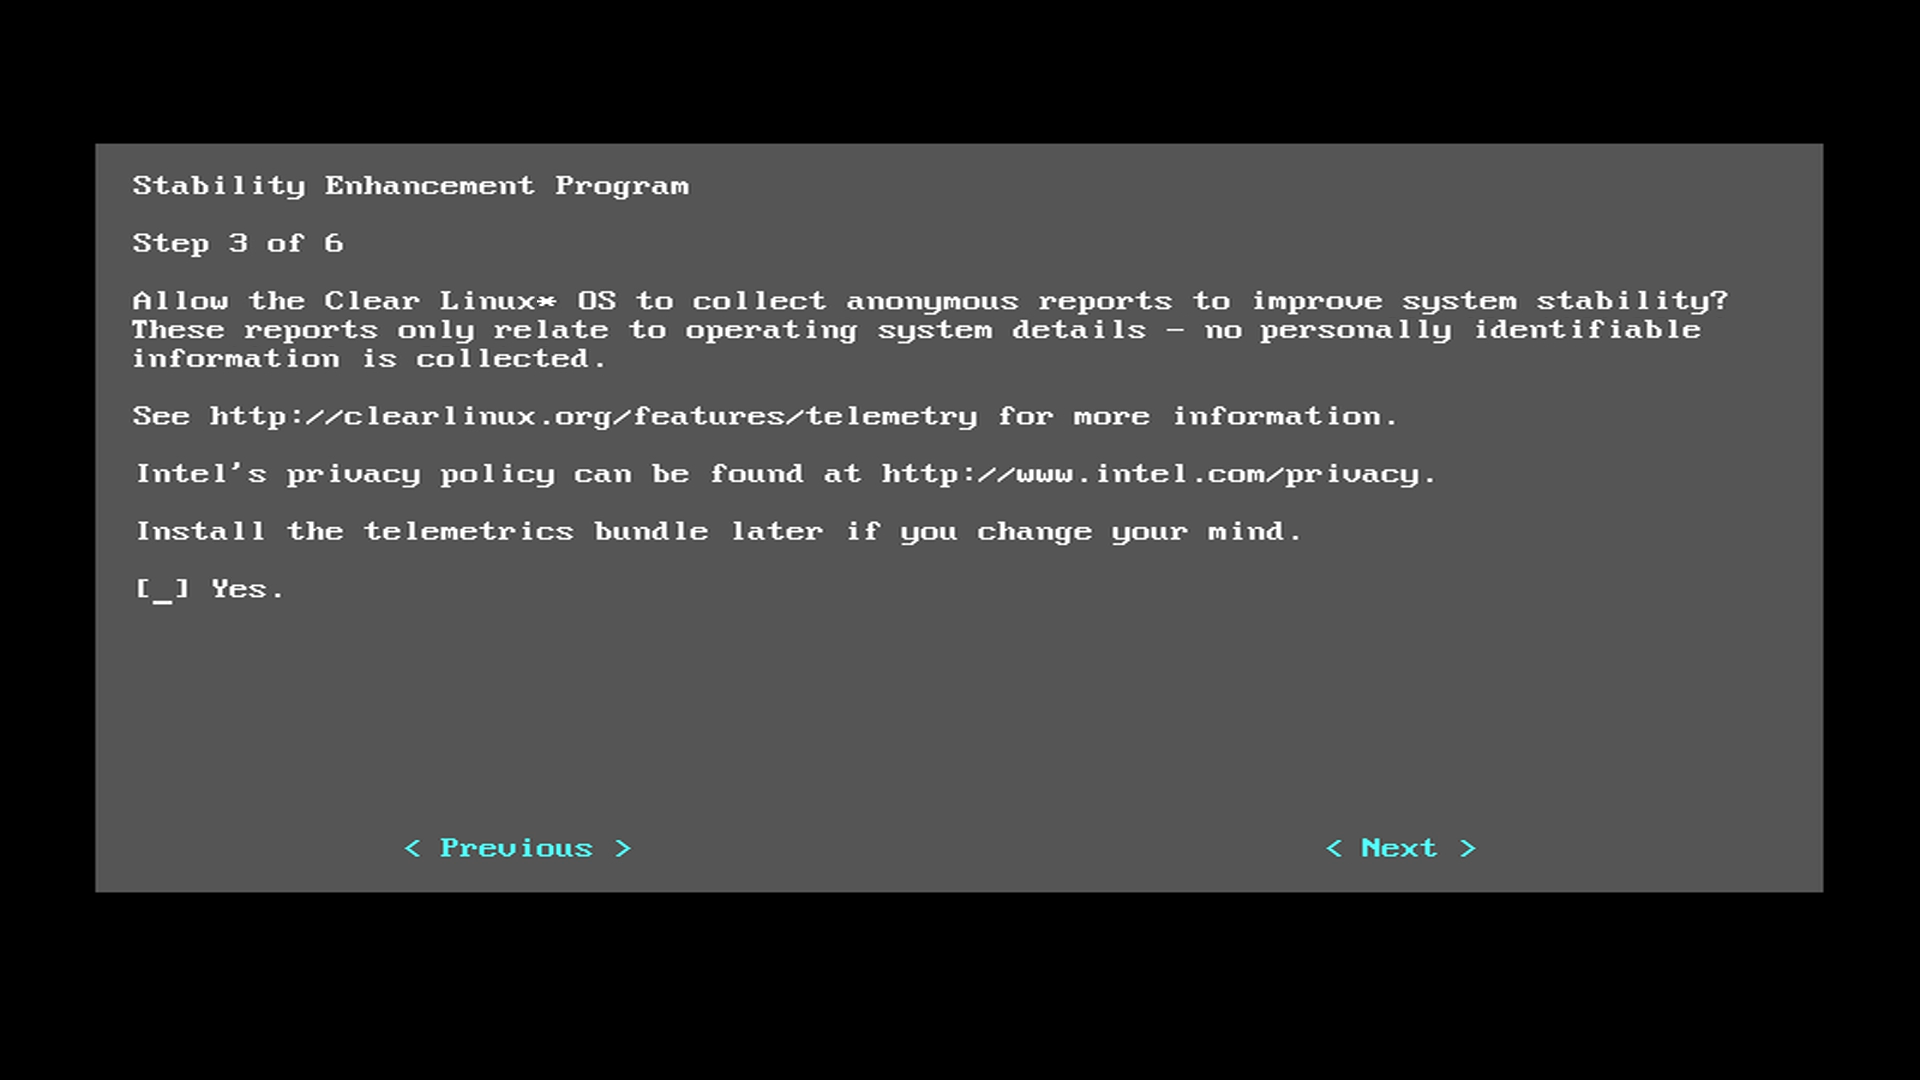 Stability Enhancement Program
Step 3 of 6
Allow the Clear Linux* OS to collect anonymous reports to improve system stability?
These reports only relate to operating system details - no personally identifiable
information is collected.
See http://clearlinux.org/features/telemetry for more information.
Intel's privacy policy can be found at http://www.intel.com/privacy.
Install the telemetrics bundle later if you change your mind.
[_] Yes.
< Previous > < Next >